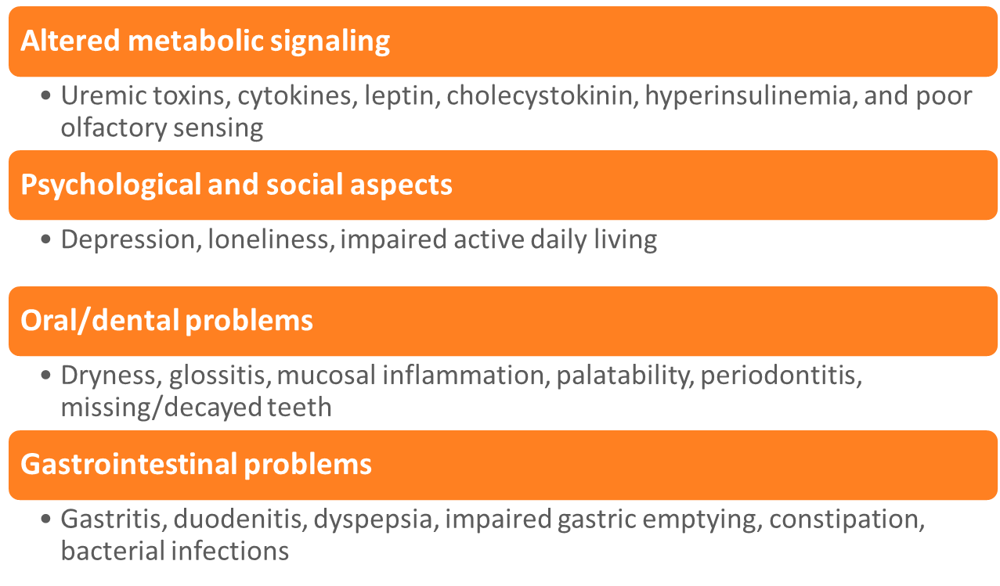 Altered metabolic signaling
• Uremic toxins, cytokines, leptin, cholecystokinin, hyperinsulinemia, and poor
olfactory sensing
Psychological and social aspects
• Depression, loneliness, impaired active daily living
Oral/dental problems
• Dryness, glossitis, mucosal inflammation, palatability, periodontitis,
missing/decayed teeth
Gastrointestinal problems
• Gastritis, duodenitis, dyspepsia, impaired gastric emptying, constipation,
bacterial infections